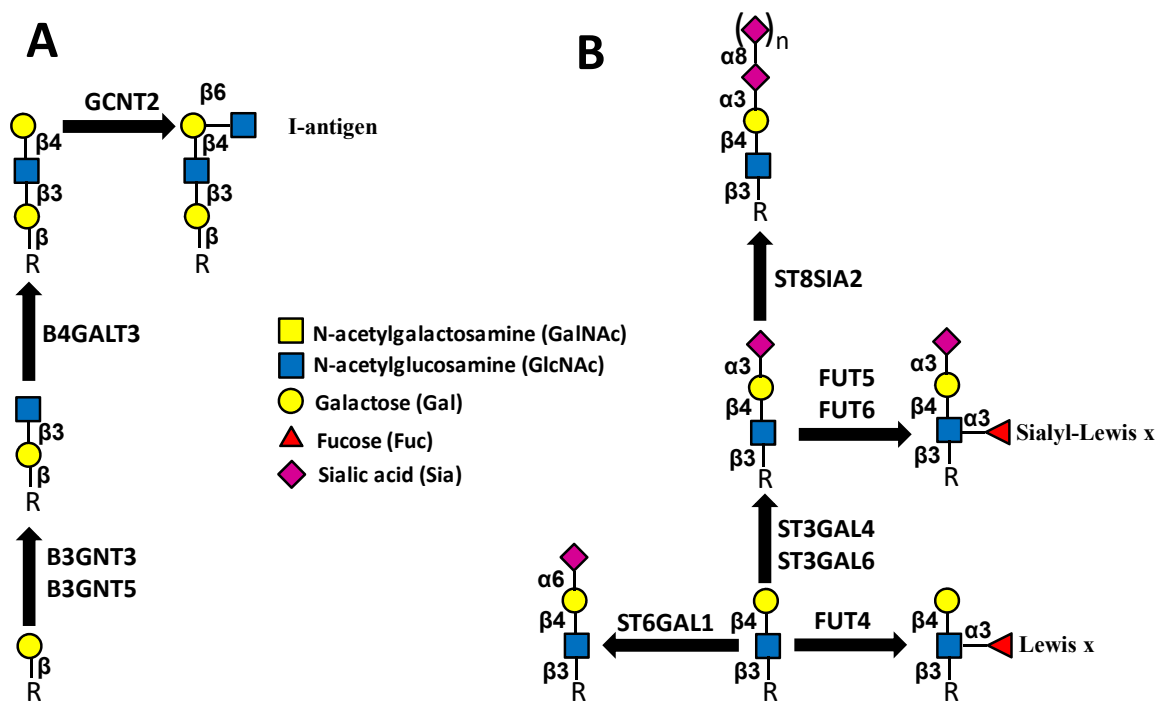 A
GCNT2
β6
I-antigen
β4
β4
β3
β3
β
β
R
R
B4GALT3
β3
β
R
B3GNT3
B3GNT5
β
R
N-acetylgalactosamine (GalNAc)
N-acetylglucosamine (GlcNAc)
Galactose (Gal)
Fucose (Fuc)
Sialic acid (Sia)
B
( )n
α8
α3
β4
β3
R
ST8SIA2
α3
β4
β3
R
FUT5
FUT6
α3
β4
α3
Sialyl-Lewis x
β3
R
ST3GAL4
ST3GAL6
α6
β4
β3
R
ST6GAL1
β4
β3
R
FUT4
β4
α3
Lewis x
β3
R